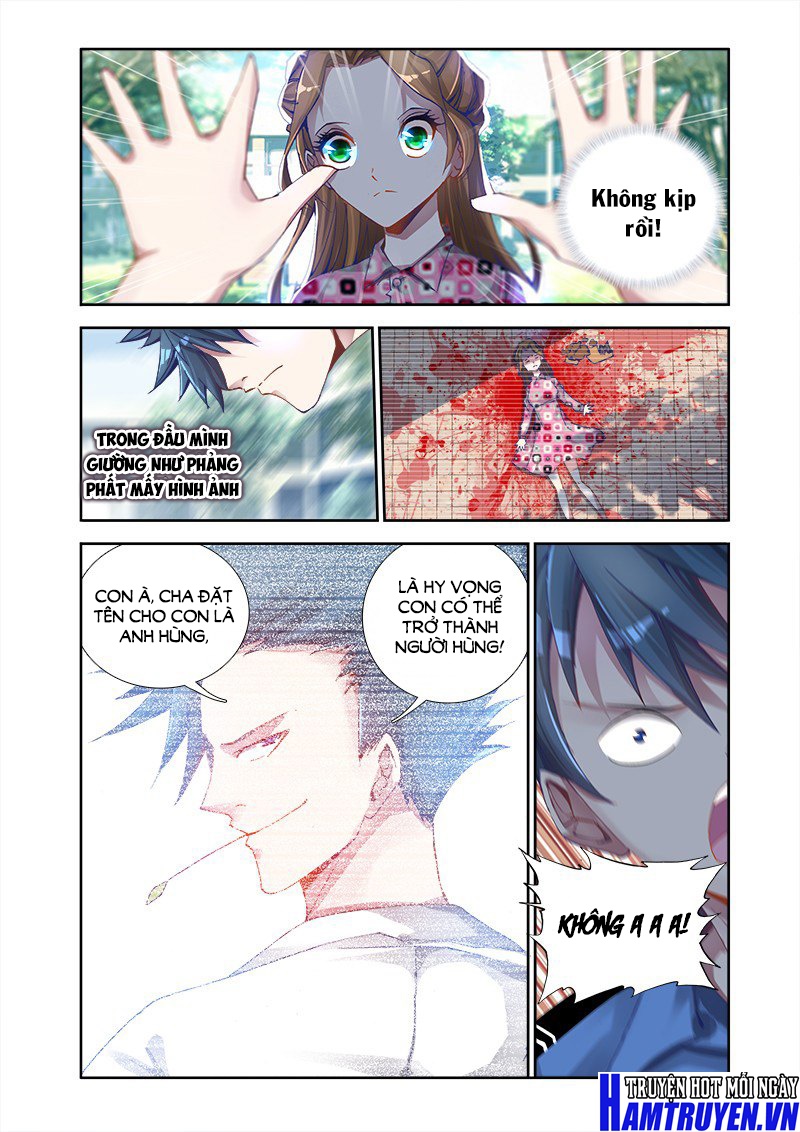 Không kịp
rồi!
TRONG ĐẦU MÌNH
GIƯỜNG NHƯ PHẢNG
PHẤT MẤY HÌNH ẢNH
CON À, CHA ĐẶT
TÊN CHO CON LÀ
ANH HÙNG,
LÀ HY VỌNG
CON CÓ THỂ
TRỞ THÀNH
NGƯỜI HÙNG!
KHÔNG A A A!
TRUYỆN HOT MỖI NGÀY
HAMTRUYEN.VN